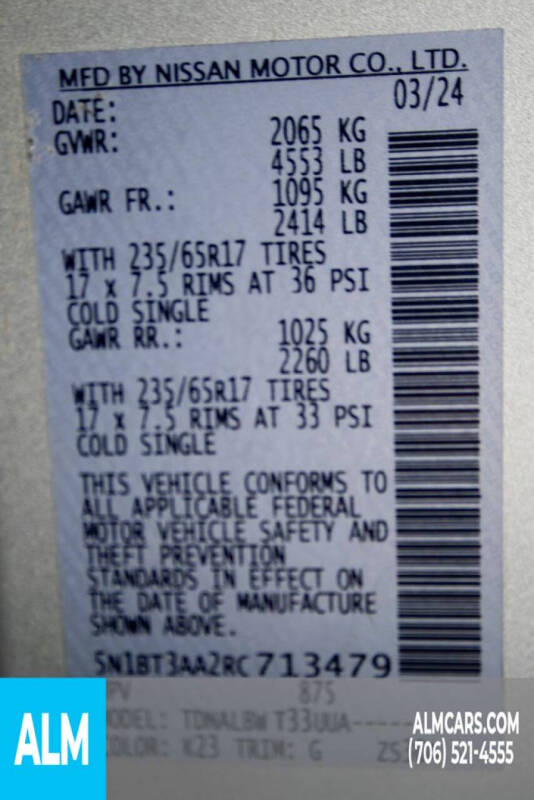 MFD BY NISSAN MOTOR CO., LTD.
DATE: 03/24
GVWR: 2065 KG
4553 LB
GAWR FR.: 1095 KG
2414 LB
WITH 235/65R17 TIRES
17 x 7.5 RIMS AT 36 PSI
COLD SINGLE
GAWR RR.: 1025 KG
2260 LB
WITH 235/65R17 TIRES
17 x 7.5 RIMS AT 33 PSI
COLD SINGLE
THIS VEHICLE CONFORMS TO
ALL APPLICABLE FEDERAL
MOTOR VEHICLE SAFETY AND
THEFT PREVENTION
STANDARDS IN EFFECT ON
THE DATE OF MANUFACTURE
SHOWN ABOVE.
5N1BT3AA2RC713479
875
MODEL: TDNALBW T33UUA-----
COLOR: K23 TRIM: G
ALM
ALMCARS.COM
(706) 521-4555